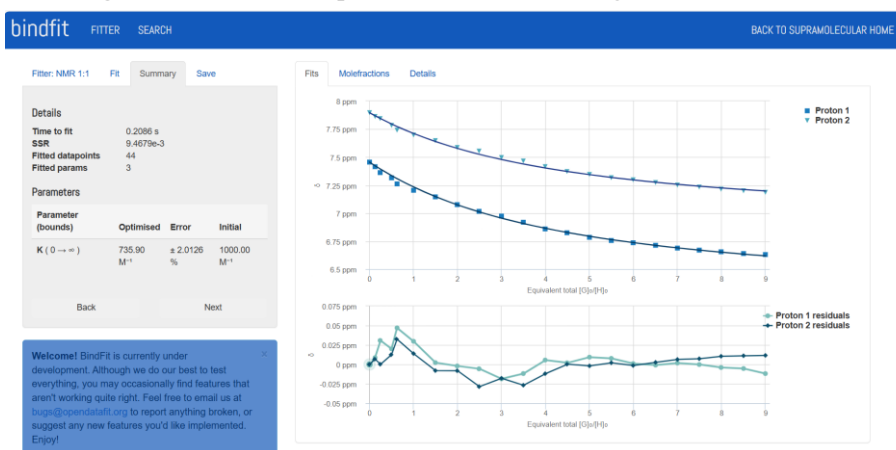 bindfit FITTER SEARCH BACK TO SUPRAMOLECULAR HOME
Fitter: NMR 1:1 Fit Summary Save
Details
Time to fit 0.2086 s
SSR 9.4679e-3
Fitted datapoints 44
Fitted params 3
Parameters
Parameter (bounds) Optimised Error Initial
K ( 0 → ∞ ) 735.90 M⁻¹ ± 2.0126 % 1000.00 M⁻¹
Back Next
Welcome! BindFit is currently under ×
development. Although we do our best to test
everything, you may occasionally find features that
aren't working quite right. Feel free to email us at
bugs@opendatafit.org to report anything broken, or
suggest any new features you'd like implemented.
Enjoy!
Fits Molefractions Details
8 ppm
7.75 ppm
7.5 ppm
7.25 ppm
7 ppm
6.75 ppm
6.5 ppm
δ
0 1 2 3 4 5 6 7 8 9
Equivalent total [G]₀/[H]₀
Proton 1
Proton 2
0.075 ppm
0.05 ppm
0.025 ppm
0 ppm
-0.025 ppm
-0.05 ppm
δ
0 1 2 3 4 5 6 7 8 9
Equivalent total [G]₀/[H]₀
Proton 1 residuals
Proton 2 residuals